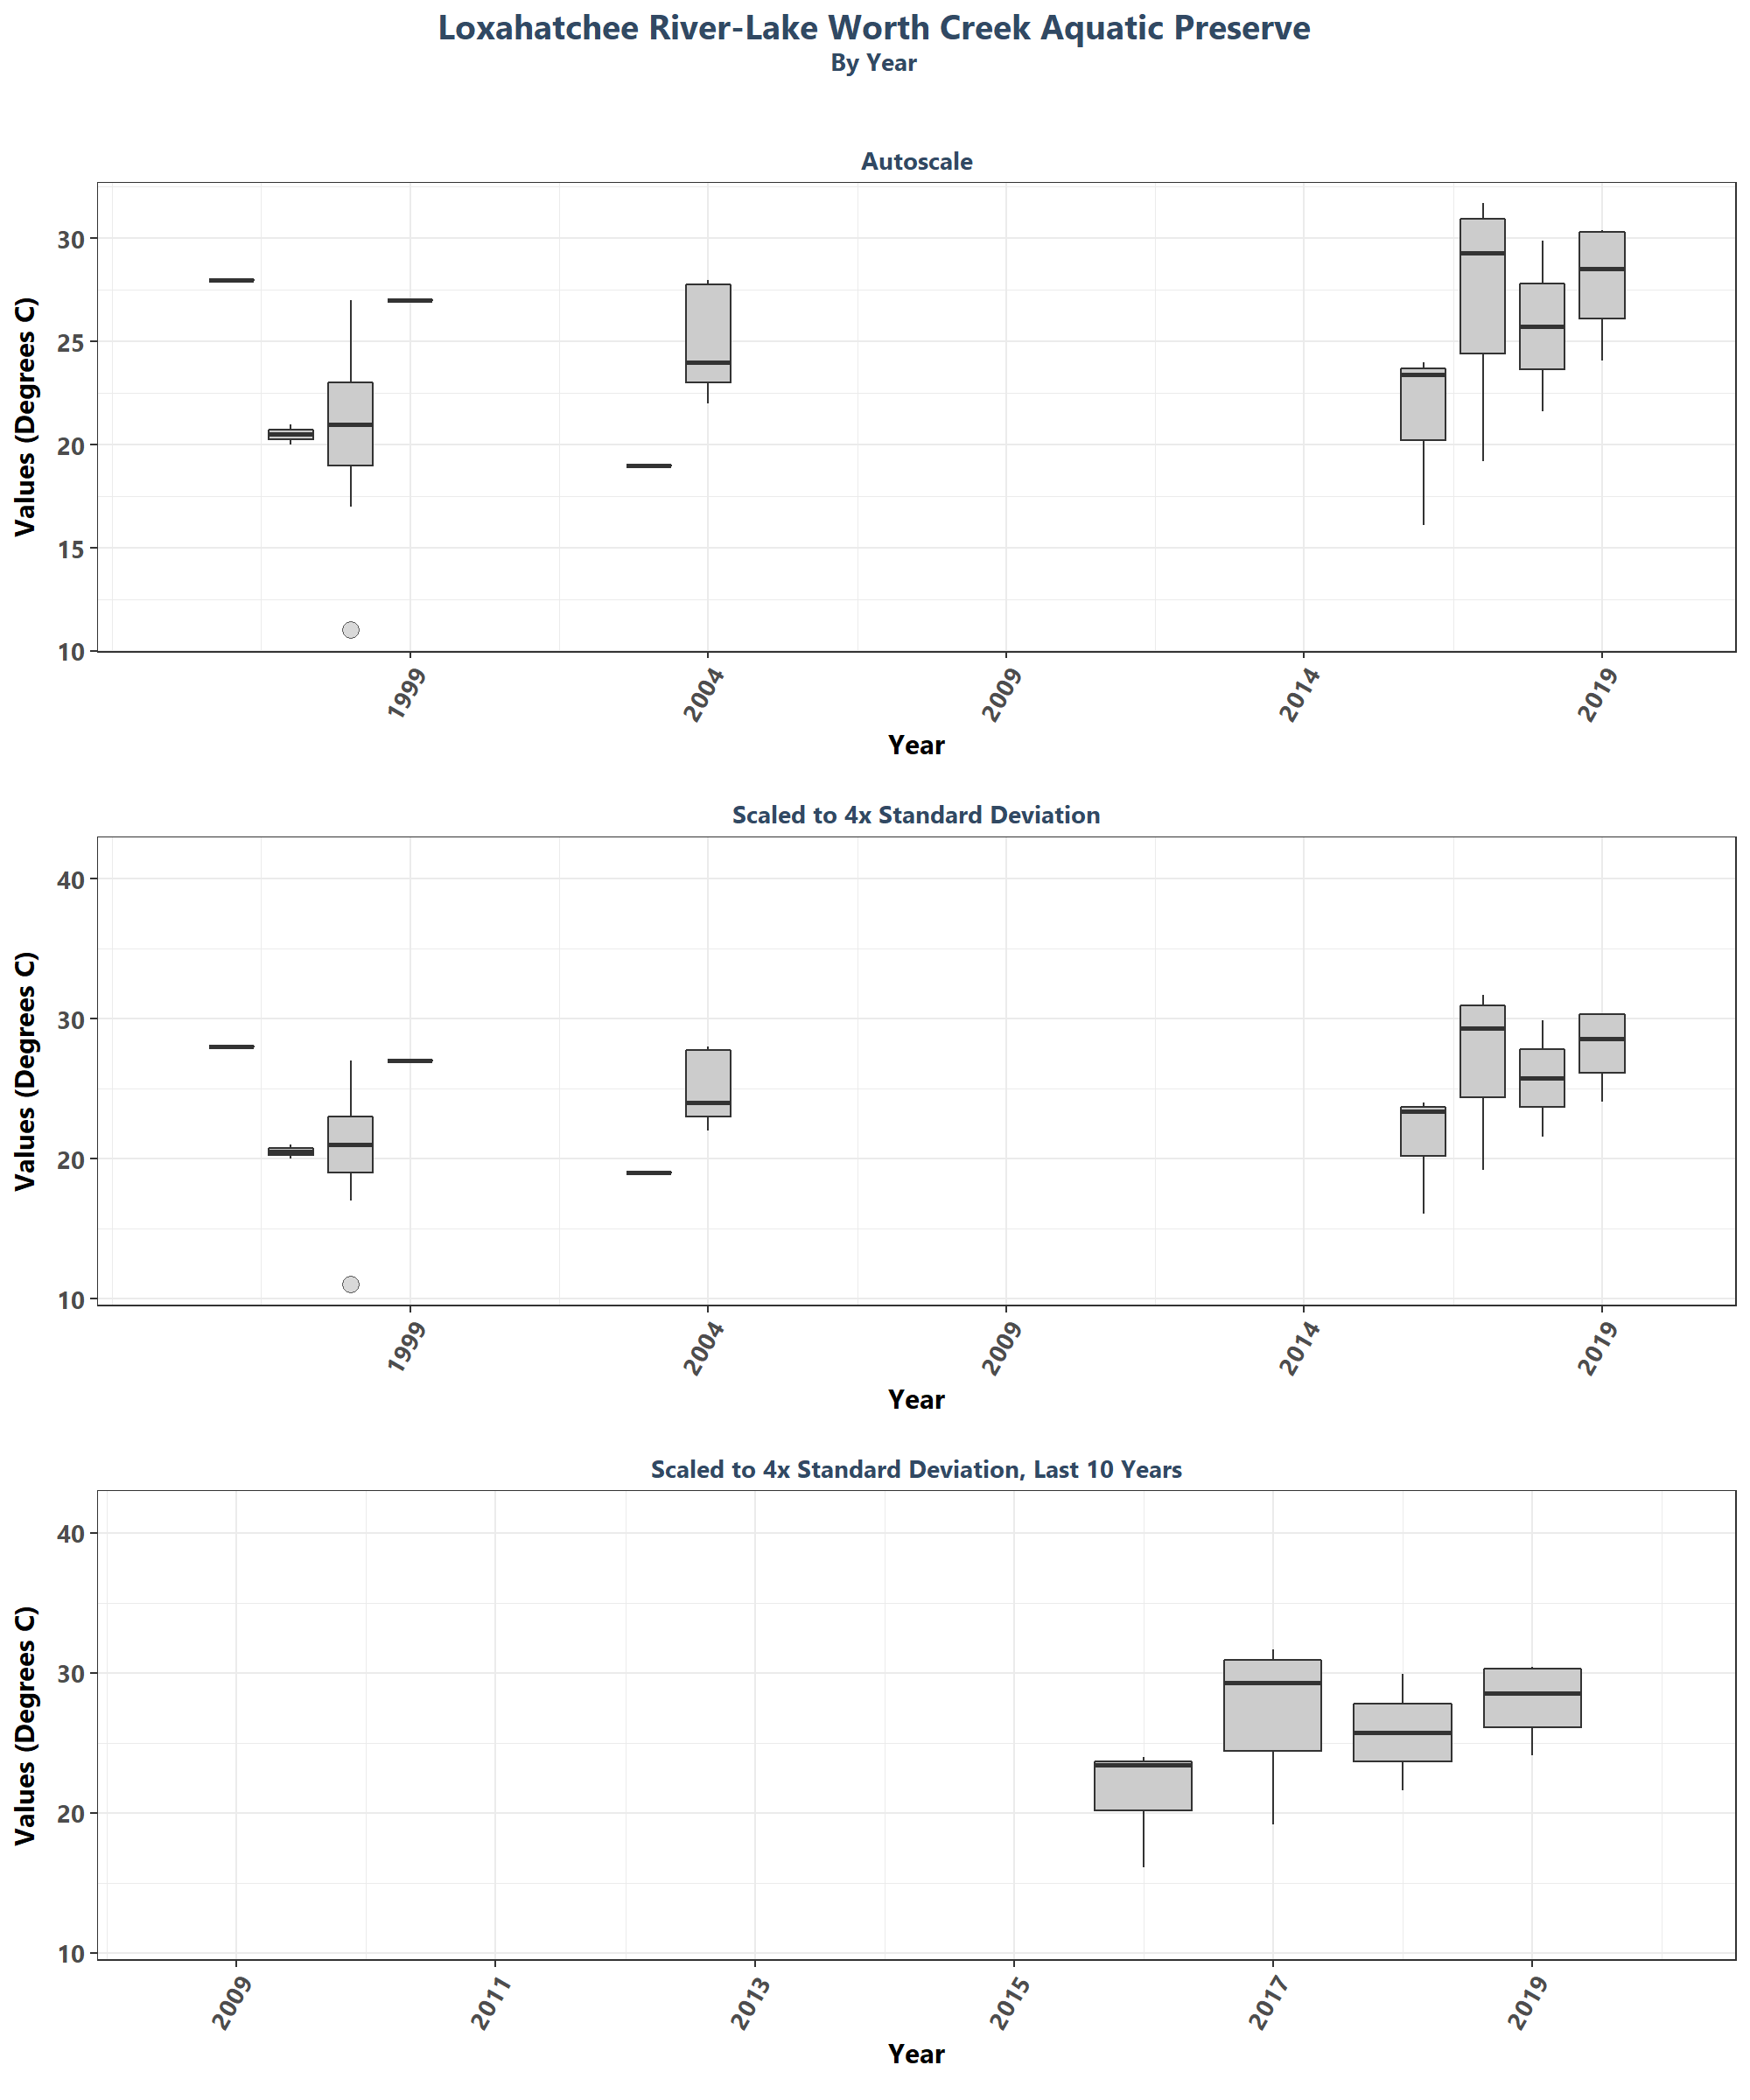 Loxahatchee River-Lake Worth Creek Aquatic Preserve
By Year
Autoscale
Values (Degrees C)
30
25
20
15
10
1999
2004
2009
2014
2019
Year
Scaled to 4x Standard Deviation
Values (Degrees C)
40
30
20
10
1999
2004
2009
2014
2019
Year
Scaled to 4x Standard Deviation, Last 10 Years
Values (Degrees C)
40
30
20
10
2009
2011
2013
2015
2017
2019
Year